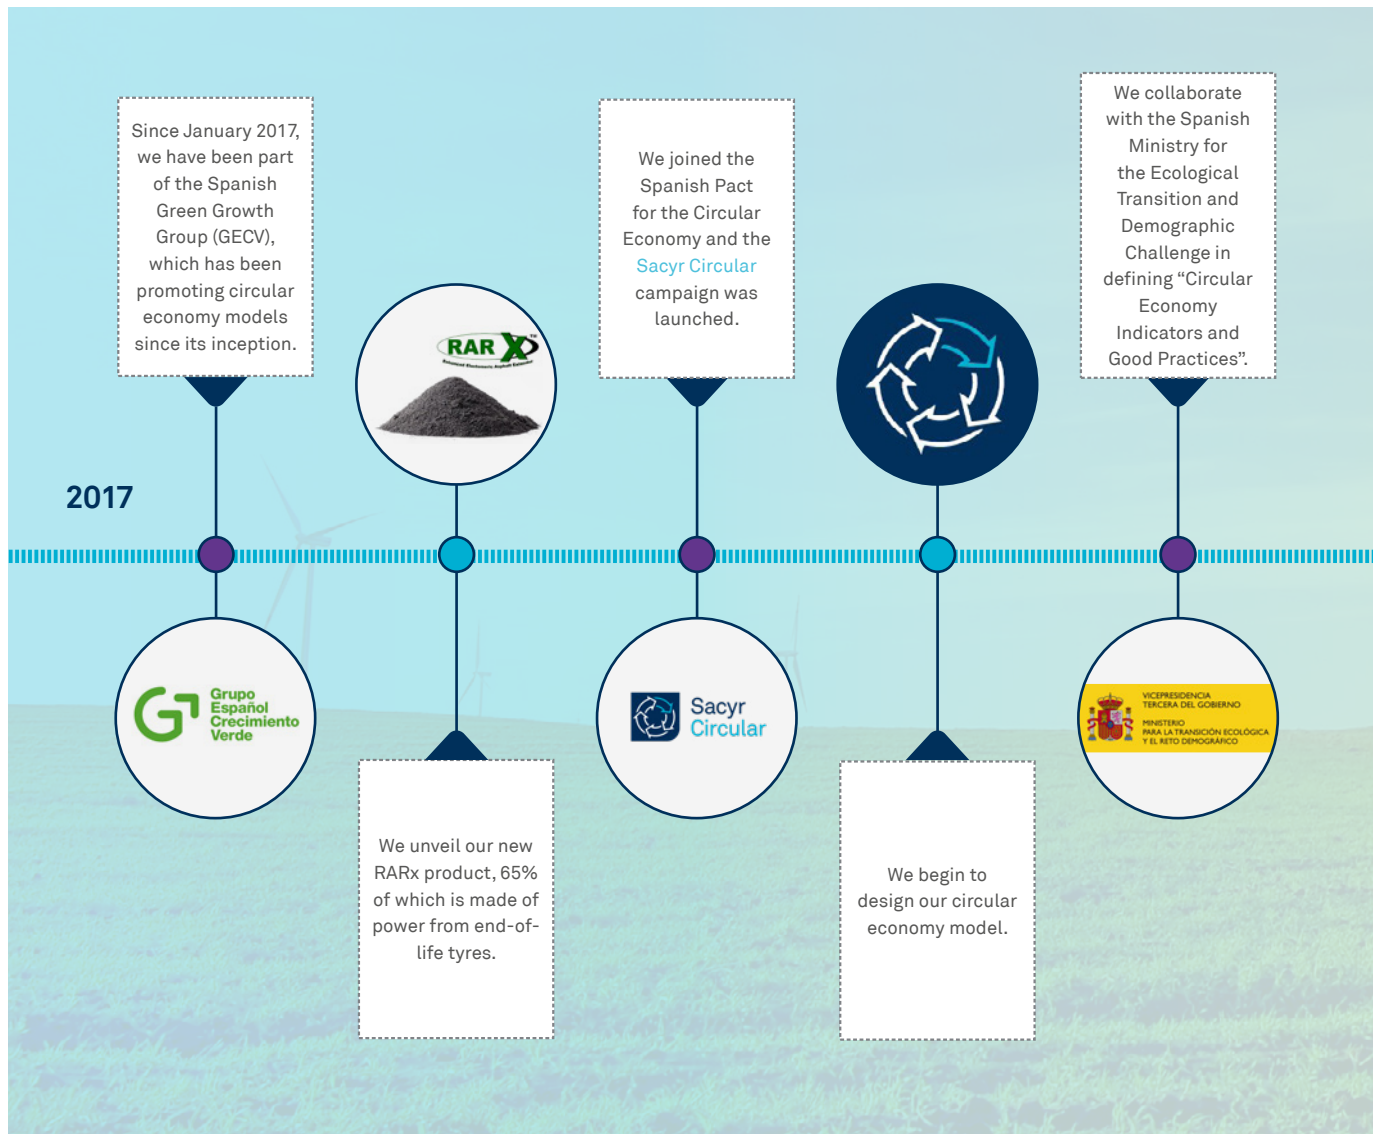 Since January 2017,
we have been part
of the Spanish
Green Growth
Group (GECV),
which has been
promoting circular
economy models
since its inception.
RAR X
We joined the
Spanish Pact
for the Circular
Economy and the
Sacyr Circular
campaign was
launched.
We collaborate
with the Spanish
Ministry for
the Ecological
Transition and
Demographic
Challenge in
defining “Circular
Economy
Indicators and
Good Practices”.
2017
Grupo
Español
Crecimiento
Verde
We unveil our new
RARx product, 65%
of which is made of
power from end-of-
life tyres.
Sacyr
Circular
We begin to
design our circular
economy model.
VICEPRESIDENCIA
TERCERA DEL GOBIERNO
MINISTERIO
PARA LA TRANSICIÓN ECOLÓGICA
Y EL RETO DEMOGRÁFICO